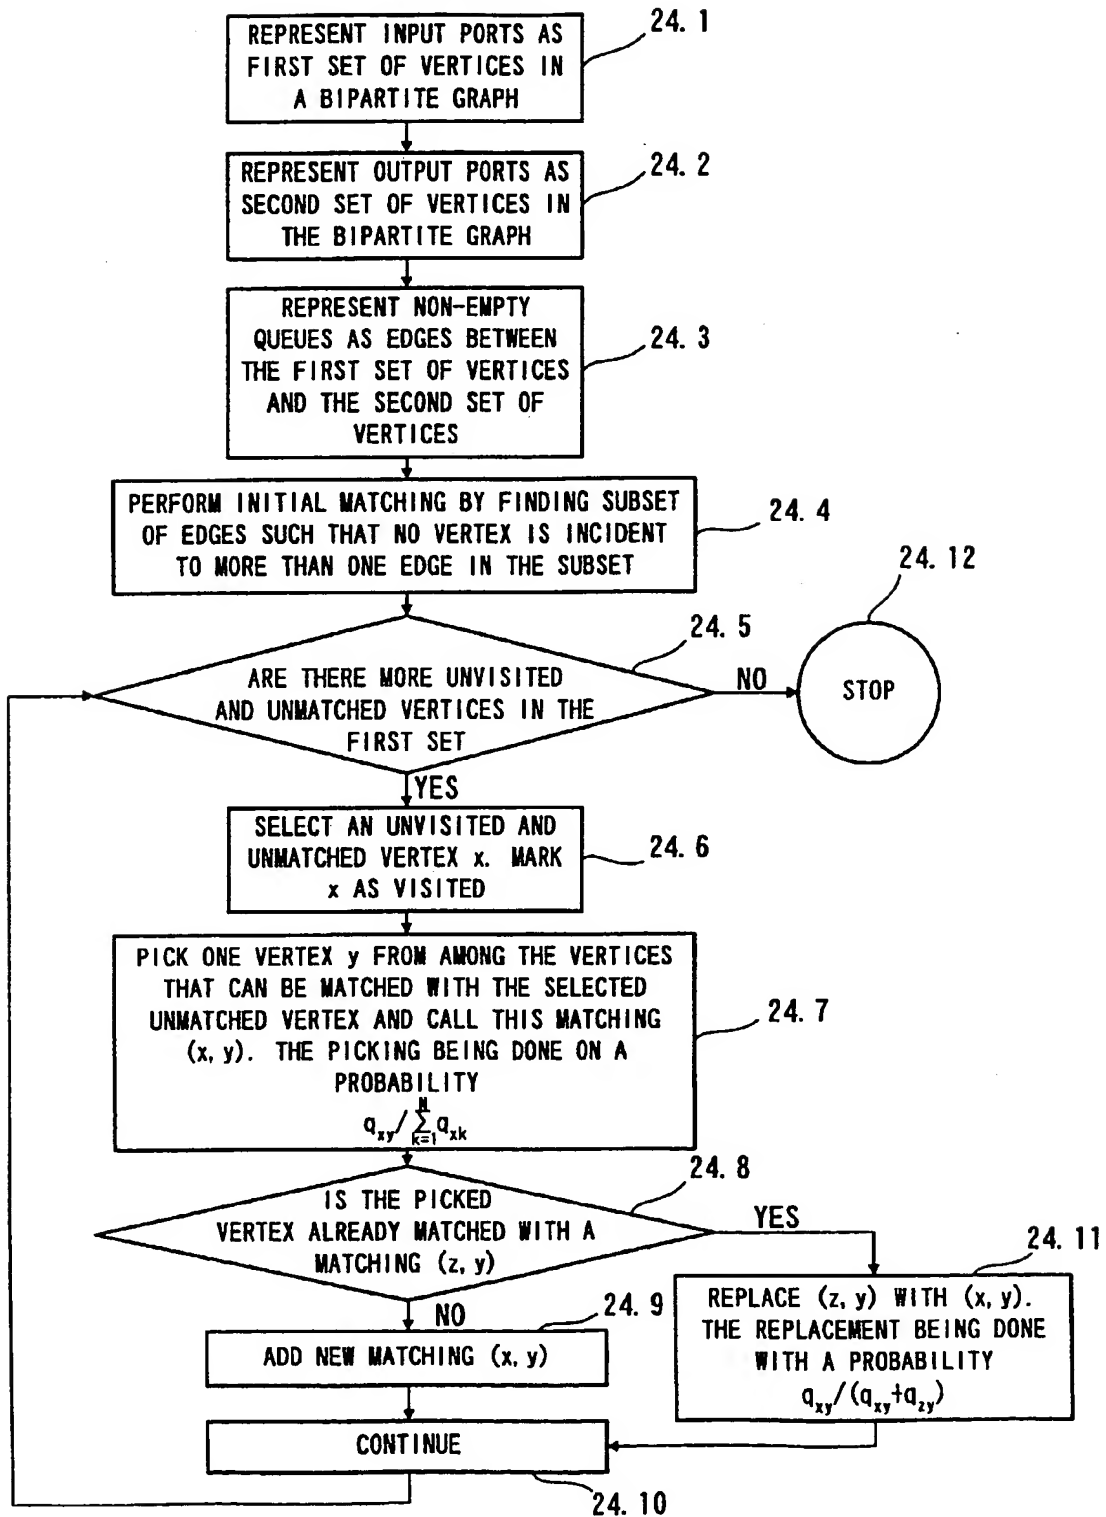 REPRESENT INPUT PORTS AS
FIRST SET OF VERTICES IN
A BIPARTITE GRAPH
24. 1
REPRESENT OUTPUT PORTS AS
SECOND SET OF VERTICES IN
THE BIPARTITE GRAPH
24. 2
REPRESENT NON-EMPTY
QUEUES AS EDGES BETWEEN
THE FIRST SET OF VERTICES
AND THE SECOND SET OF
VERTICES
24. 3
PERFORM INITIAL MATCHING BY FINDING SUBSET
OF EDGES SUCH THAT NO VERTEX IS INCIDENT
TO MORE THAN ONE EDGE IN THE SUBSET
24. 4
24. 12
24. 5
ARE THERE MORE UNVISITED
AND UNMATCHED VERTICES IN THE
FIRST SET
NO
STOP
YES
SELECT AN UNVISITED AND
UNMATCHED VERTEX x. MARK
x AS VISITED
24. 6
PICK ONE VERTEX y FROM AMONG THE VERTICES
THAT CAN BE MATCHED WITH THE SELECTED
UNMATCHED VERTEX AND CALL THIS MATCHING
(x, y). THE PICKING BEING DONE ON A
PROBABILITY
q_xy/∑_{k=1}^{N}q_xk
24. 7
24. 8
IS THE PICKED
VERTEX ALREADY MATCHED WITH A
MATCHING (z, y)
YES
24. 11
REPLACE (z, y) WITH (x, y).
THE REPLACEMENT BEING DONE
WITH A PROBABILITY
q_xy/(q_xy+q_zy)
NO
24. 9
ADD NEW MATCHING (x, y)
CONTINUE
24. 10